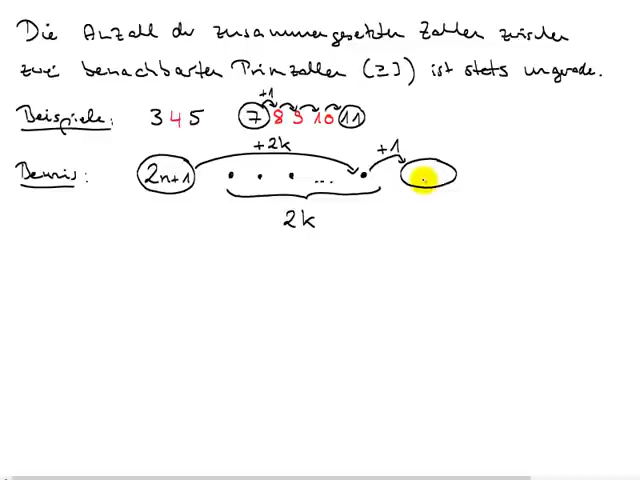 Die Anzahl der zusammengesetzten Zahlen zwischen
zwei benachbarten Primzahlen (≥3) ist stets ungerade.
+1
Beispiele: 3 4 5 7 8 9 10 11
+2k +1
Beweis: 2n+1 . . . ... .
2k